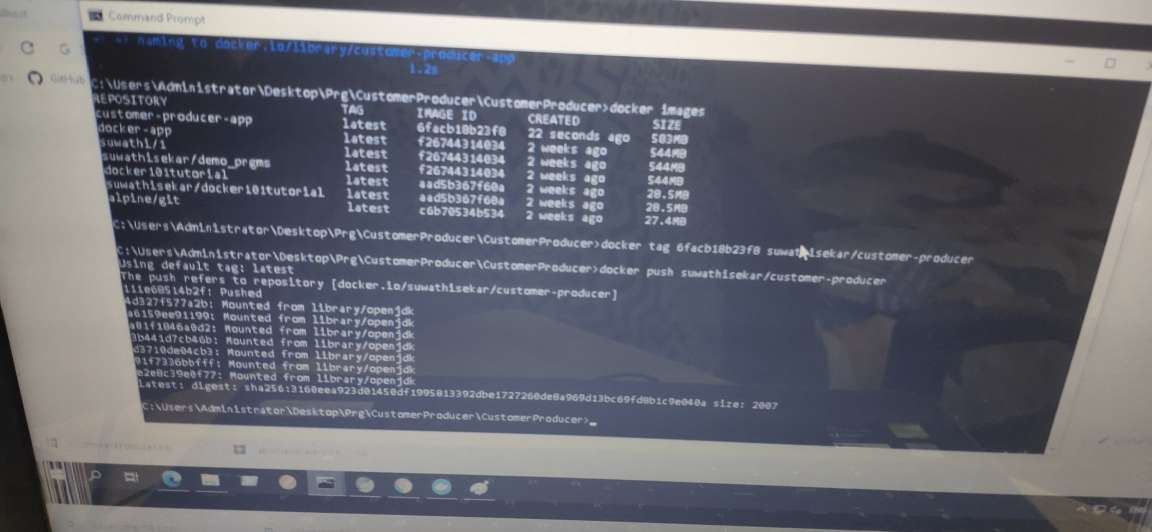 Command Prompt
=> => naming to docker.io/library/customer-producer-app
1.2s
C:\Users\Administrator\Desktop\Prg\CustomerProducer\CustomerProducer>docker images
REPOSITORY TAG IMAGE ID CREATED SIZE
customer-producer-app latest 6facb18b23f8 22 seconds ago 503MB
docker-app latest f26744314034 2 weeks ago 544MB
suwathi/1 latest f26744314034 2 weeks ago 544MB
suwathisekar/demo_prgms latest f26744314034 2 weeks ago 544MB
docker101tutorial latest aad5b367f60a 2 weeks ago 28.5MB
suwathisekar/docker101tutorial latest aad5b367f60a 2 weeks ago 28.5MB
alpine/git latest c6b70534b534 2 weeks ago 27.4MB
C:\Users\Administrator\Desktop\Prg\CustomerProducer\CustomerProducer>docker tag 6facb18b23f8 suwathisekar/customer-producer
C:\Users\Administrator\Desktop\Prg\CustomerProducer\CustomerProducer>docker push suwathisekar/customer-producer
Using default tag: latest
The push refers to repository [docker.io/suwathisekar/customer-producer]
111e60514b2f: Pushed
4d327f577a2b: Mounted from library/openjdk
a6159ee91199: Mounted from library/openjdk
a01f1846a0d2: Mounted from library/openjdk
3b441d7cb46b: Mounted from library/openjdk
d3710de04cb3: Mounted from library/openjdk
91f7336bbfff: Mounted from library/openjdk
e2e8c39e0f77: Mounted from library/openjdk
latest: digest: size: 2007
C:\Users\Administrator\Desktop\Prg\CustomerProducer\CustomerProducer>_
GitHub